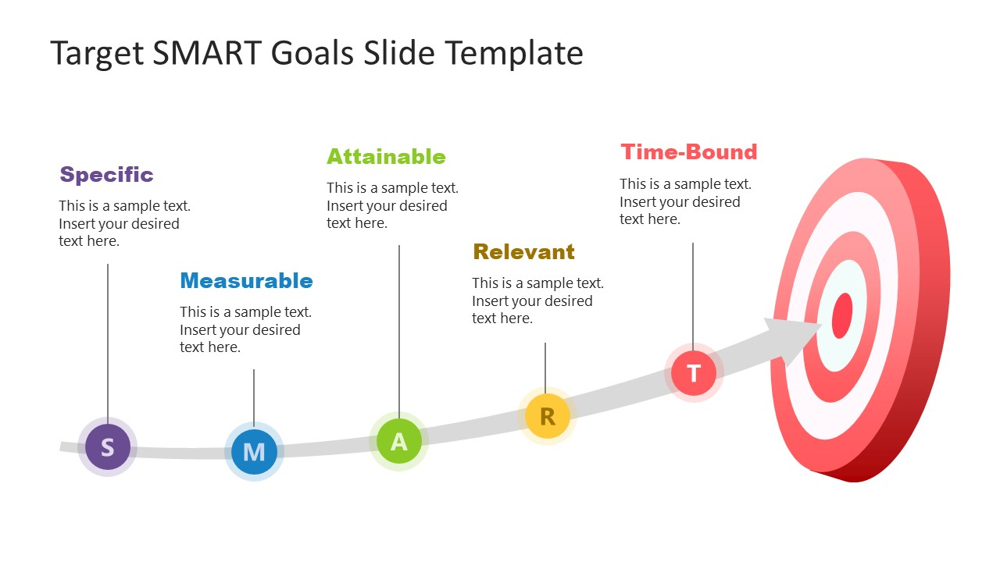 Target SMART Goals Slide Template
Specific
This is a sample text.
Insert your desired
text here.
Measurable
This is a sample text.
Insert your desired
text here.
Attainable
This is a sample text.
Insert your desired
text here.
Relevant
This is a sample text.
Insert your desired
text here.
Time-Bound
This is a sample text.
Insert your desired
text here.
S
M
A
R
T